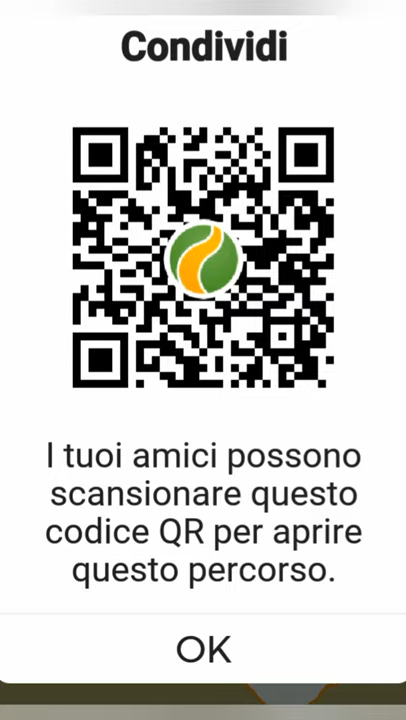 Condividi
I tuoi amici possono
scansionare questo
codice QR per aprire
questo percorso.
OK